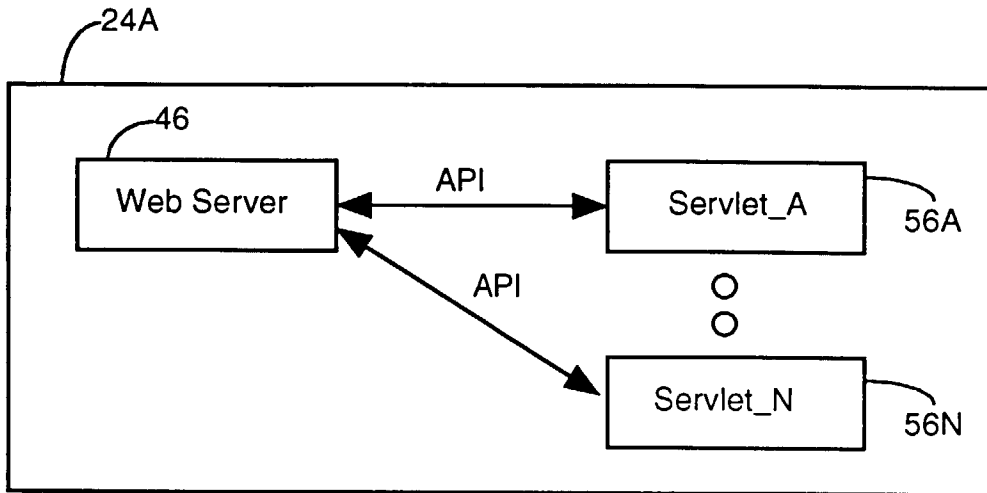 24A
46
Web Server
API
Servlet_A
56A
API
Servlet_N
56N